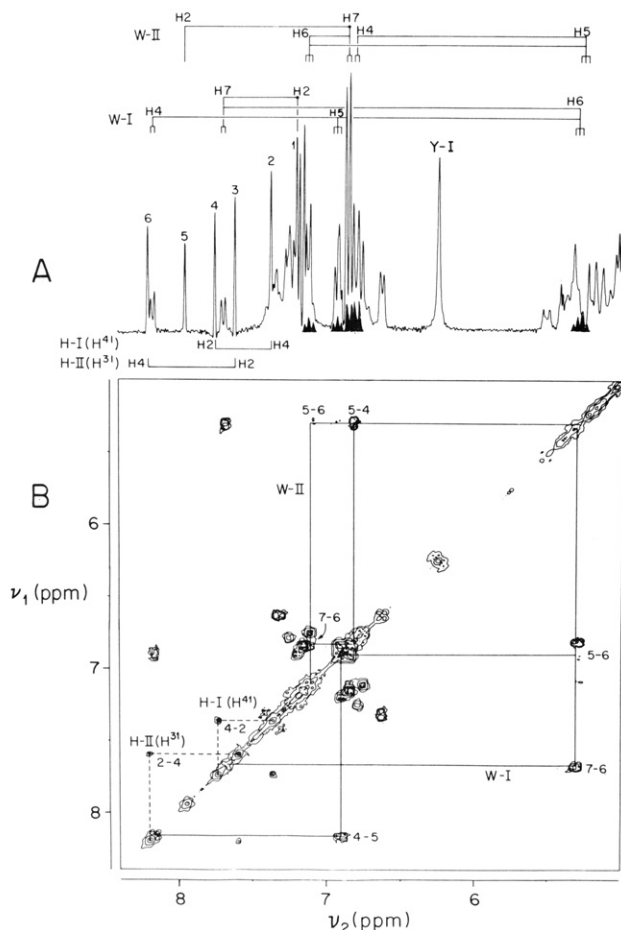 H2 H7
W-II H6 H4 H5
H7 H2
W-I H4 H5 H6
1 Y-I
2
3
6 4
5
A
H-I (H⁴¹) H2 H4
H-II (H³¹) H4 H2
5-6 5-4
W-II
B
6
ν₁ (ppm)
7-6
7 5-6
H-I (H⁴¹)
4-2
H-II (H³¹)
2-4 W-I 7-6
8
4-5
8 7 6
ν₂ (ppm)